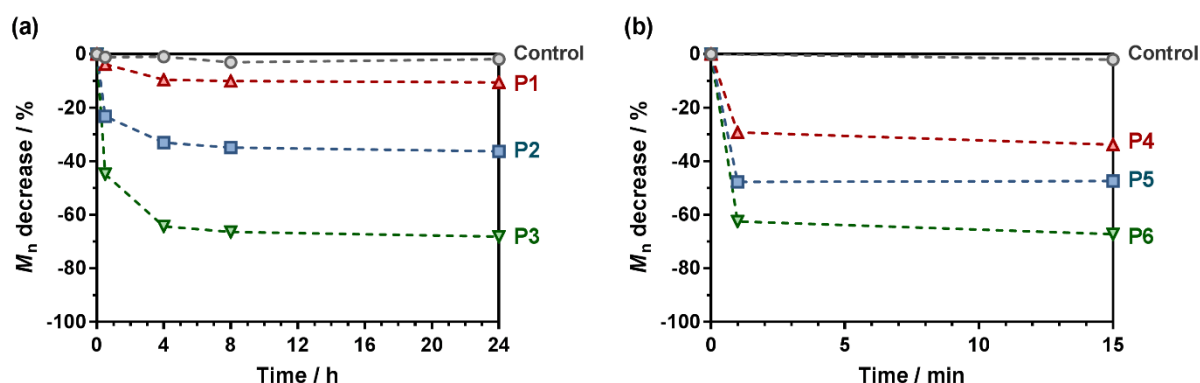 (a)
0
-20
-40
-60
-80
-100
Mn decrease / %
0
4
8
12
16
20
24
Time / h
Control
P1
P2
P3
(b)
0
-20
-40
-60
-80
-100
Mn decrease / %
0
5
10
15
Time / min
Control
P4
P5
P6